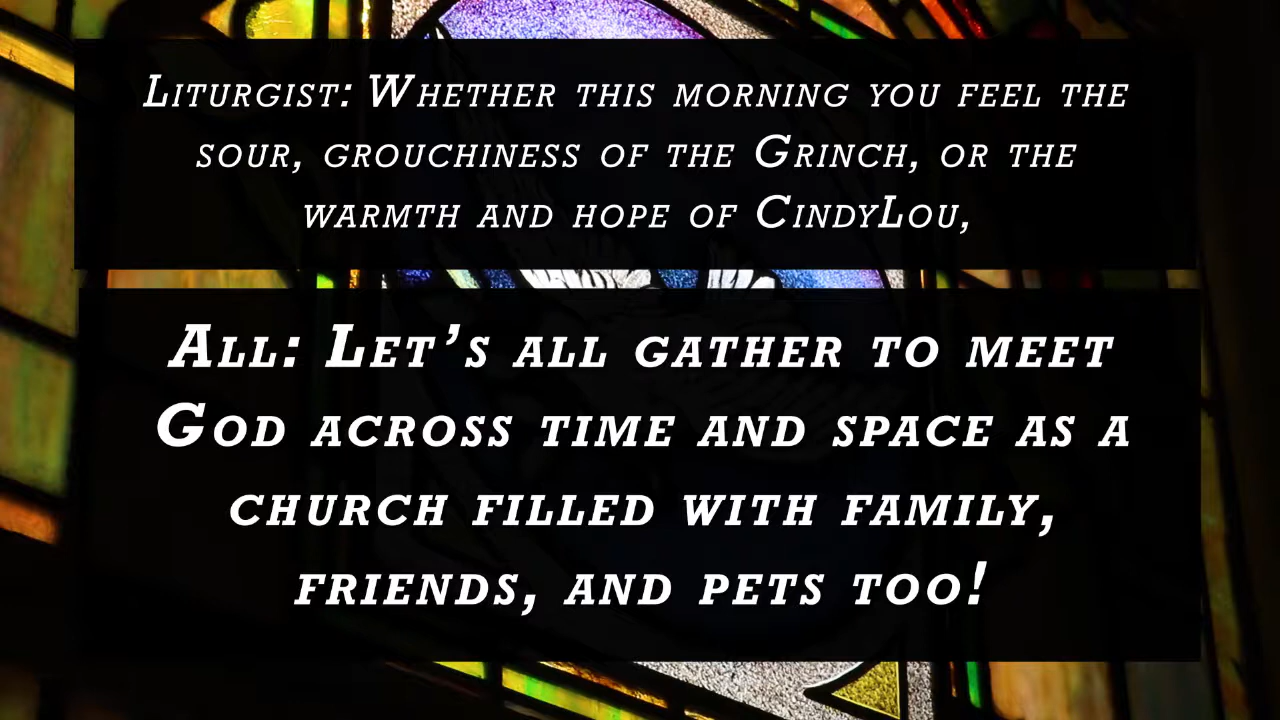 Liturgist: Whether this morning you feel the
sour, grouchiness of the Grinch, or the
warmth and hope of CindyLou,
All: Let’s all gather to meet
God across time and space as a
church filled with family,
friends, and pets too!